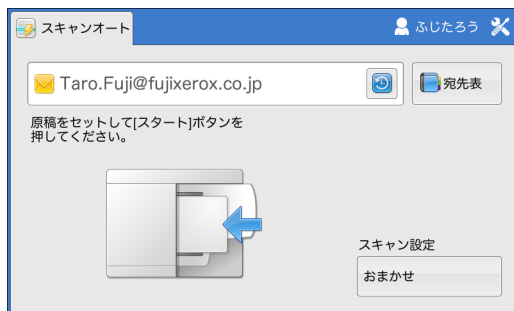 スキャンオート
ふじたろう
Taro.Fuji@fujixerox.co.jp
宛先表
原稿をセットして[スタート]ボタンを
押してください。
スキャン設定
おまかせ